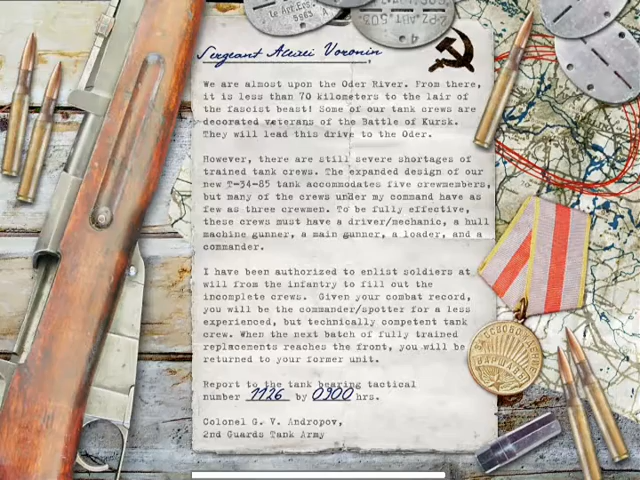 Sergeant Alexei Voronin,
We are almost upon the Oder River. From there,
it is less than 70 kilometers to the lair of
the fascist beast! Some of our tank crews are
decorated veterans of the Battle of Kursk.
They will lead this drive to the Oder.
However, there are still severe shortages of
trained tank crews. The expanded design of our
new T-34-85 tank accommodates five crewmembers,
but many of the crews under my command have as
few as three crewmen. To be fully effective,
these crews must have a driver/mechanic, a hull
machine gunner, a main gunner, a loader, and a
commander.
I have been authorized to enlist soldiers at
will from the infantry to fill out the
incomplete crews. Given your combat record,
you will be the commander/spotter for a less
experienced, but technically competent tank
crew. When the next batch of fully trained
replacements reaches the front, you will be
returned to your former unit.
Report to the tank bearing tactical
number 1126 by 0900 hrs.
Colonel G. V. Andropov,
2nd Guards Tank Army